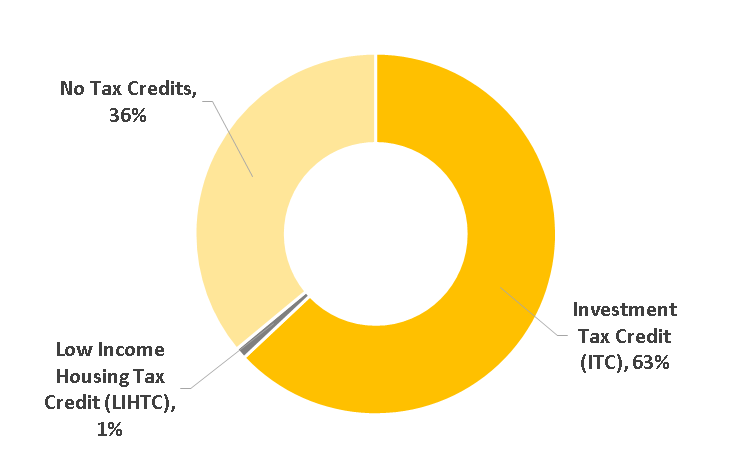 No Tax Credits,
36%
Investment
Tax Credit
(ITC), 63%
Low Income
Housing Tax
Credit (LIHTC),
1%